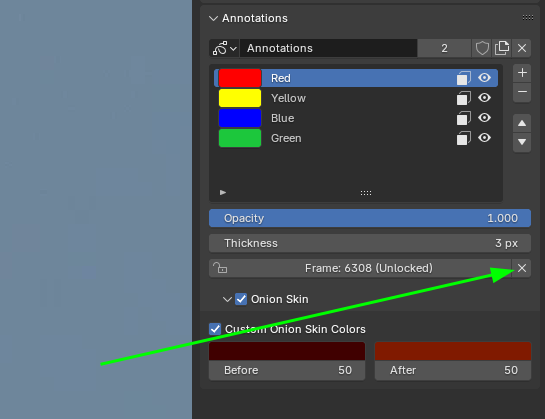 Annotations
Annotations 2
Red
Yellow
Blue
Green
Opacity 1.000
Thickness 3 px
Frame: 6308 (Unlocked)
Onion Skin
Custom Onion Skin Colors
Before 50 After 50